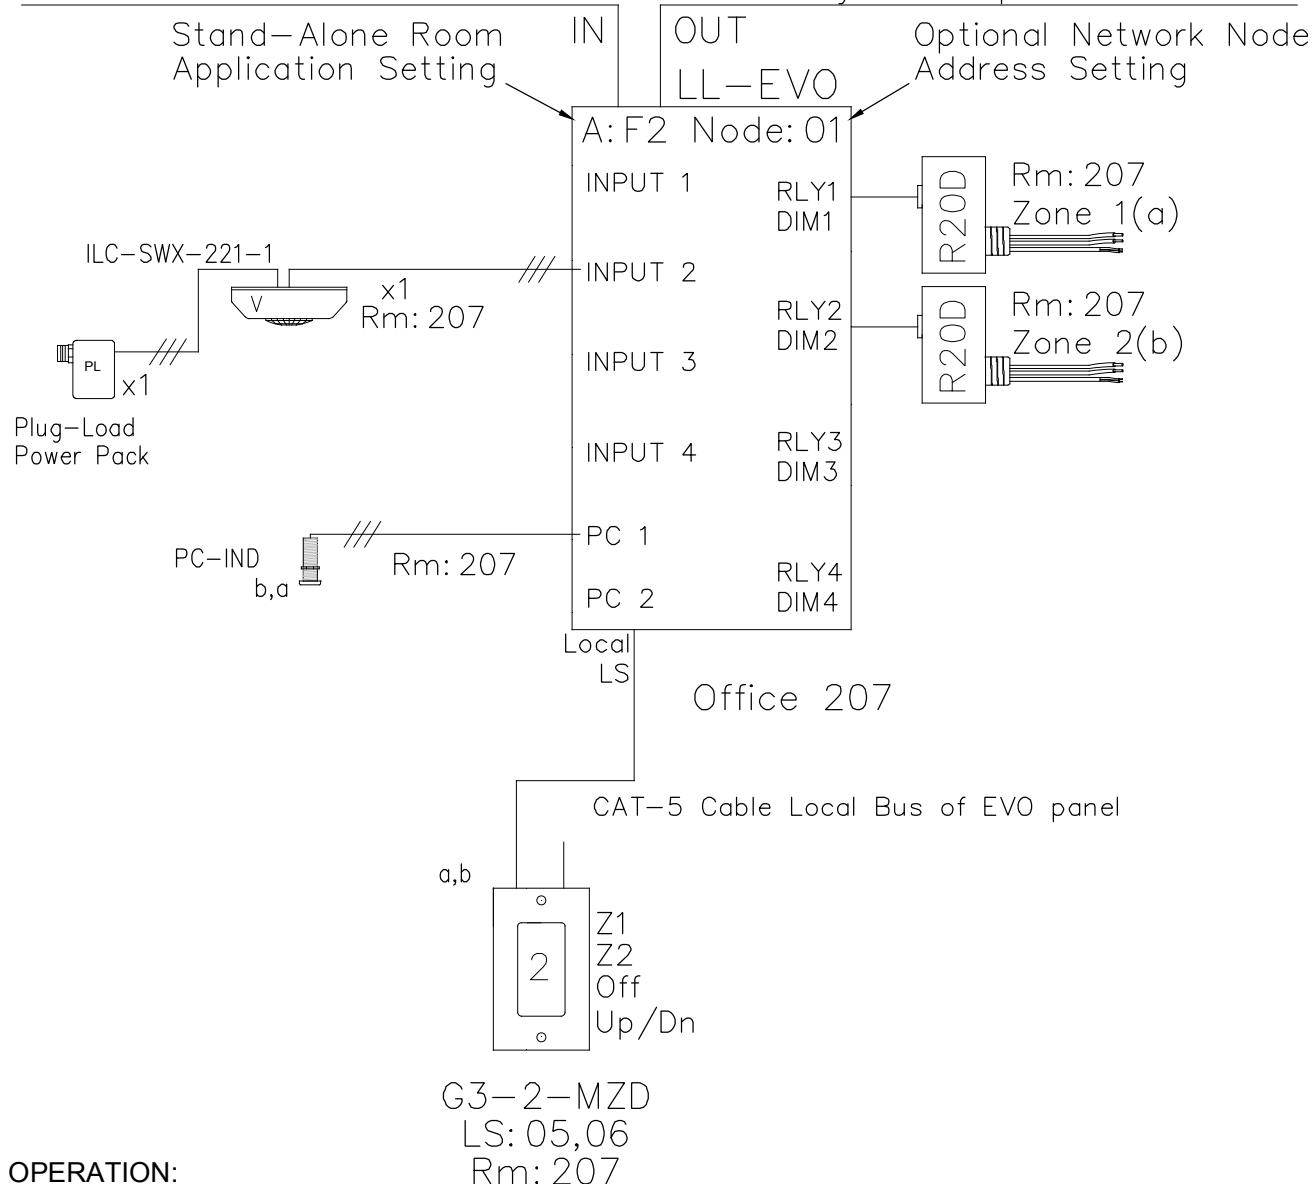 IN OUT
Stand-Alone Room
Application Setting
Optional Network Node
Address Setting
LL-EVO
A:F2 Node:01
INPUT 1
RLY1
DIM1
R20D
Rm:207
Zone 1(a)
ILC-SWX-221-1
V
x1
Rm:207
INPUT 2
RLY2
DIM2
R20D
Rm:207
Zone 2(b)
PL
x1
Plug-Load
Power Pack
INPUT 3
INPUT 4
RLY3
DIM3
PC-IND
b,a
Rm:207
PC 1
PC 2
RLY4
DIM4
Local
LS
Office 207
CAT-5 Cable Local Bus of EVO panel
a,b
2
Z1
Z2
Off
Up/Dn
G3-2-MZD
LS:05,06
Rm:207
OPERATION: